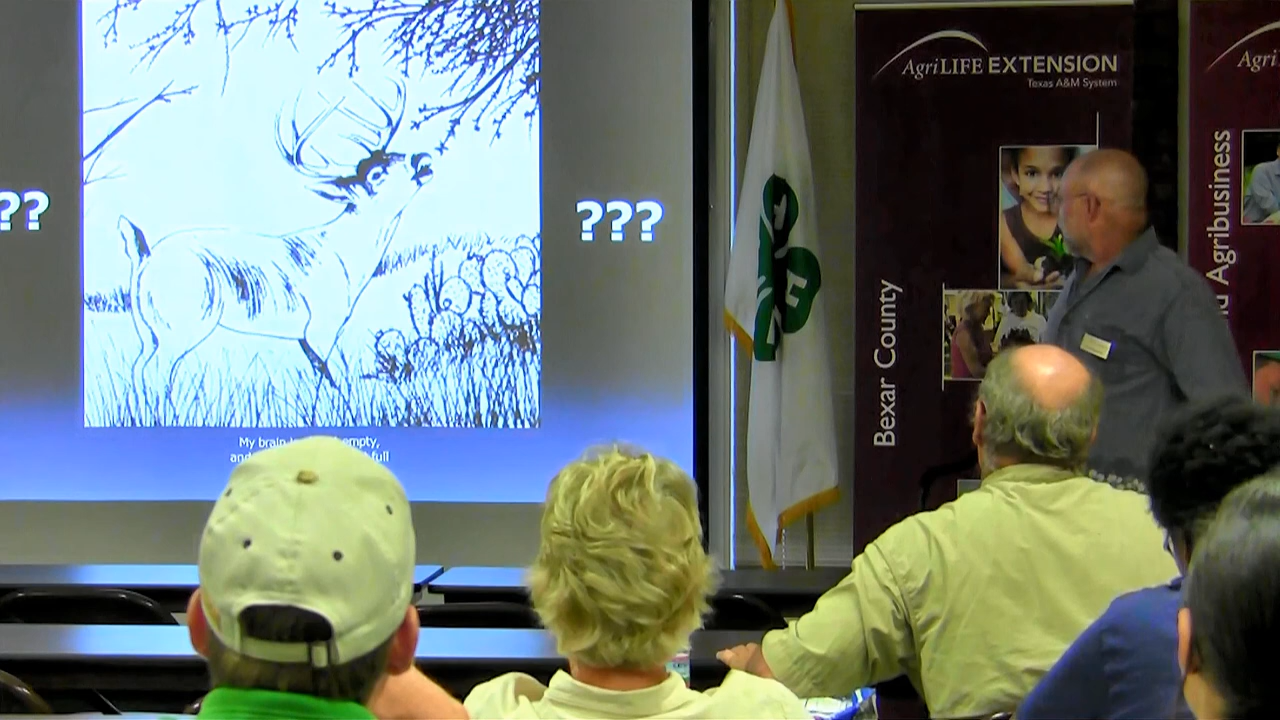 ??
???
My brain
empty,
and
full
AgriLIFE EXTENSION
Texas A&M System
Bexar County
Agri
Agribusiness